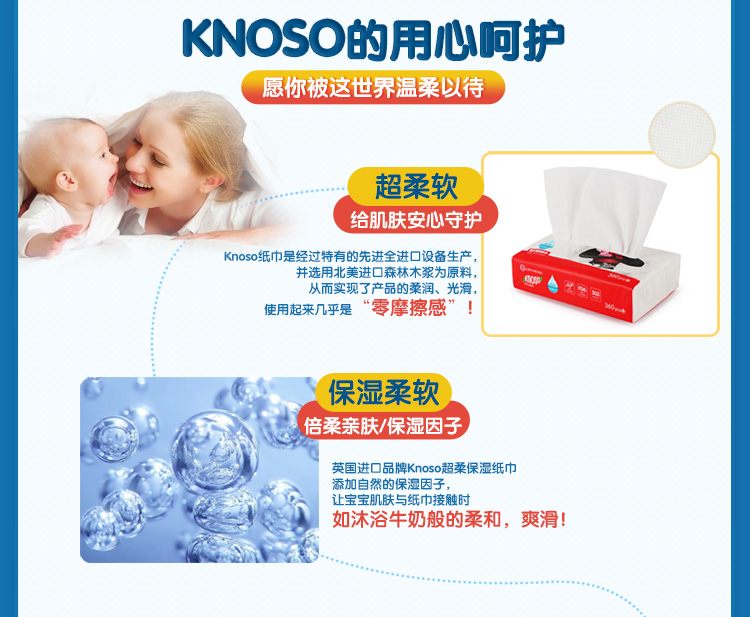 KNOSO的用心呵护
愿你被这世界温柔以待
超柔软
给肌肤安心守护
Knoso纸巾是经过特有的先进全进口设备生产，
并选用北美进口森林木浆为原料，
从而实现了产品的柔润、光滑，
使用起来几乎是“零摩擦感”！
Knoso
360
保湿柔软
倍柔亲肤/保湿因子
英国进口品牌Knoso超柔保湿纸巾
添加自然的保湿因子，
让宝宝肌肤与纸巾接触时
如沐浴牛奶般的柔和，爽滑！